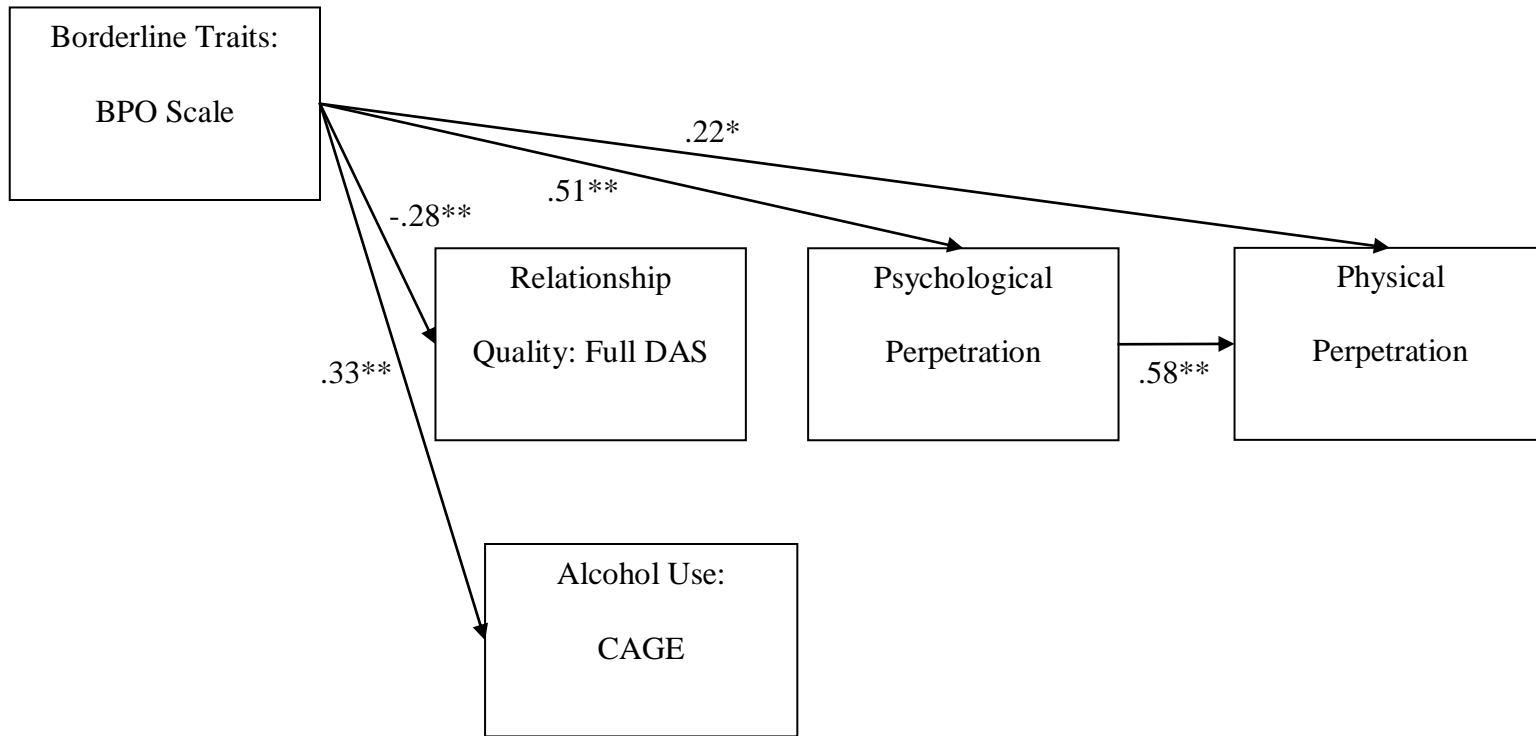 Borderline Traits:
BPO Scale
.22*
.51**
-.28**
Relationship
Quality: Full DAS
Psychological
Perpetration
Physical
Perpetration
.58**
.33**
Alcohol Use:
CAGE